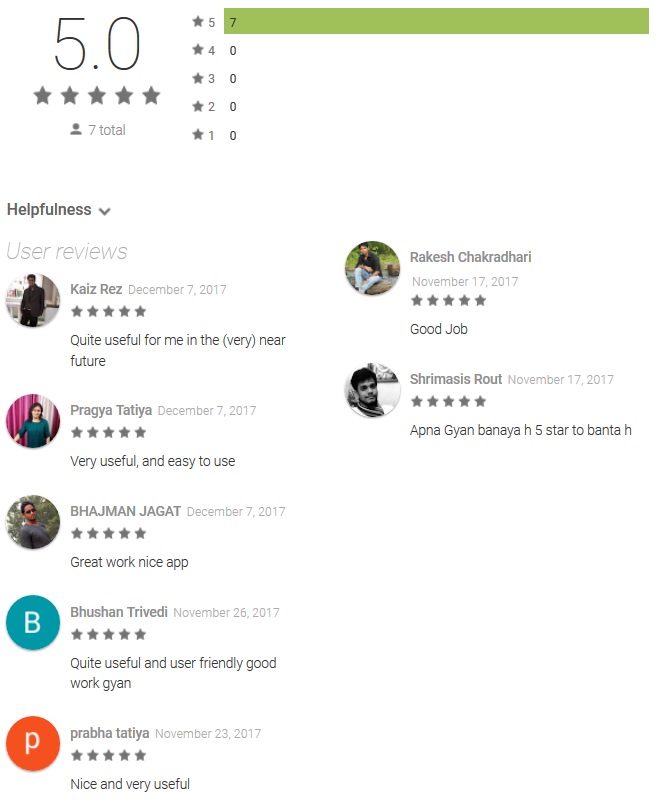 5.0
7 total
5 7
4 0
3 0
2 0
1 0
Helpfulness
User reviews
Kaiz Rez December 7, 2017
Quite useful for me in the (very) near
future
Pragya Tatiya December 7, 2017
Very useful, and easy to use
BHAJMAN JAGAT December 7, 2017
Great work nice app
B
Bhushan Trivedi November 26, 2017
Quite useful and user friendly good
work gyan
p
prabha tatiya November 23, 2017
Nice and very useful
Rakesh Chakradhari
November 17, 2017
Good Job
Shrimasis Rout November 17, 2017
Apna Gyan banaya h 5 star to banta h